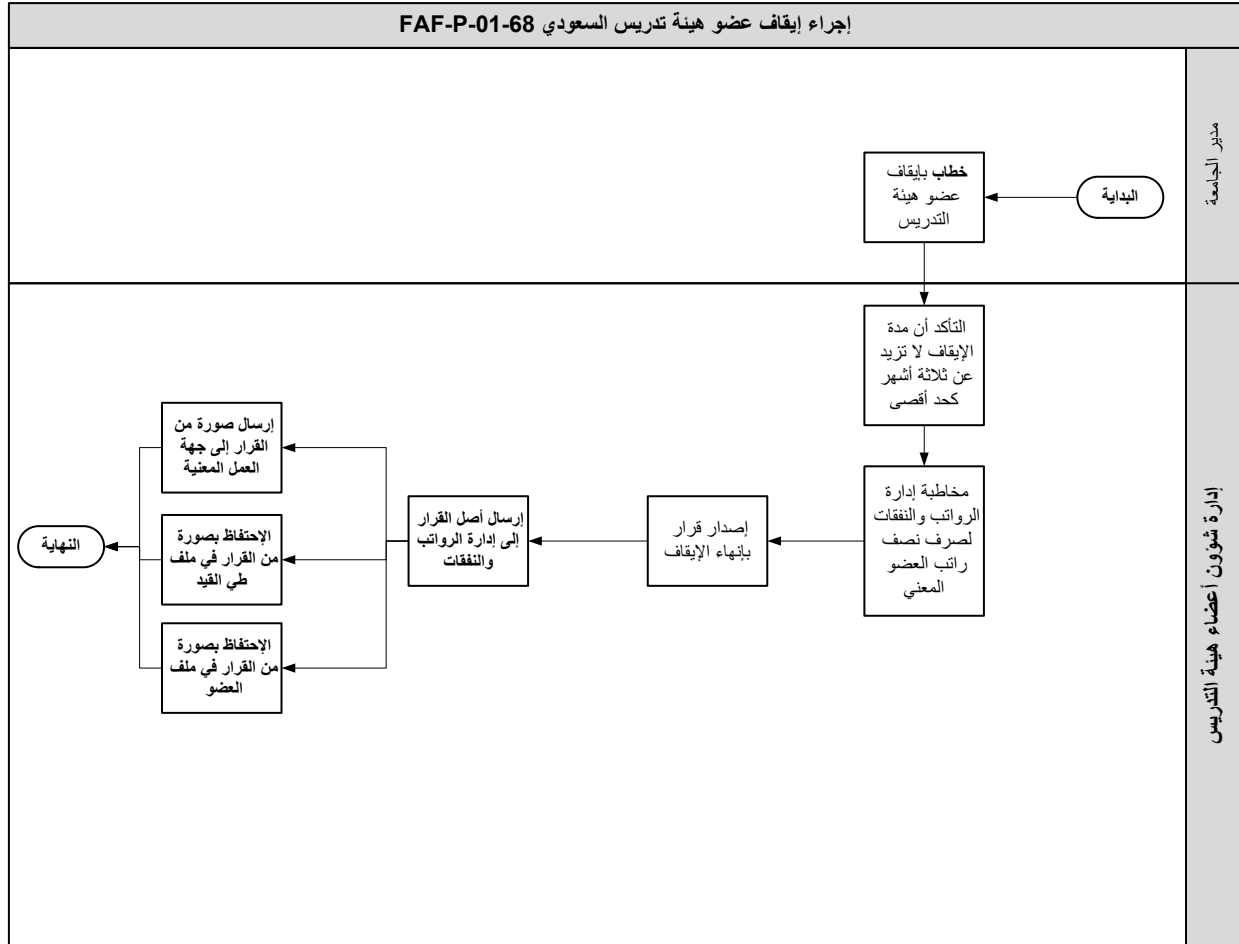 إجراء إيقاف عضو هيئة تدريس السعودي FAF-P-01-68
مدير الجامعة
البداية
خطاب بإيقاف
عضو هيئة
التدريس
إدارة شؤون أعضاء هيئة التدريس
التأكد أن مدة
الإيقاف لا تزيد
عن ثلاثة أشهر
كحد أقصى
مخاطبة إدارة
الرواتب والنفقات
لصرف نصف
راتب العضو
المعني
إصدار قرار
بإنهاء الإيقاف
إرسال أصل القرار
إلى إدارة الرواتب
والنفقات
إرسال صورة من
القرار إلى جهة
العمل المعنية
الإحتفاظ بصورة
من القرار في ملف
طي القيد
الإحتفاظ بصورة
من القرار في ملف
العضو
النهاية